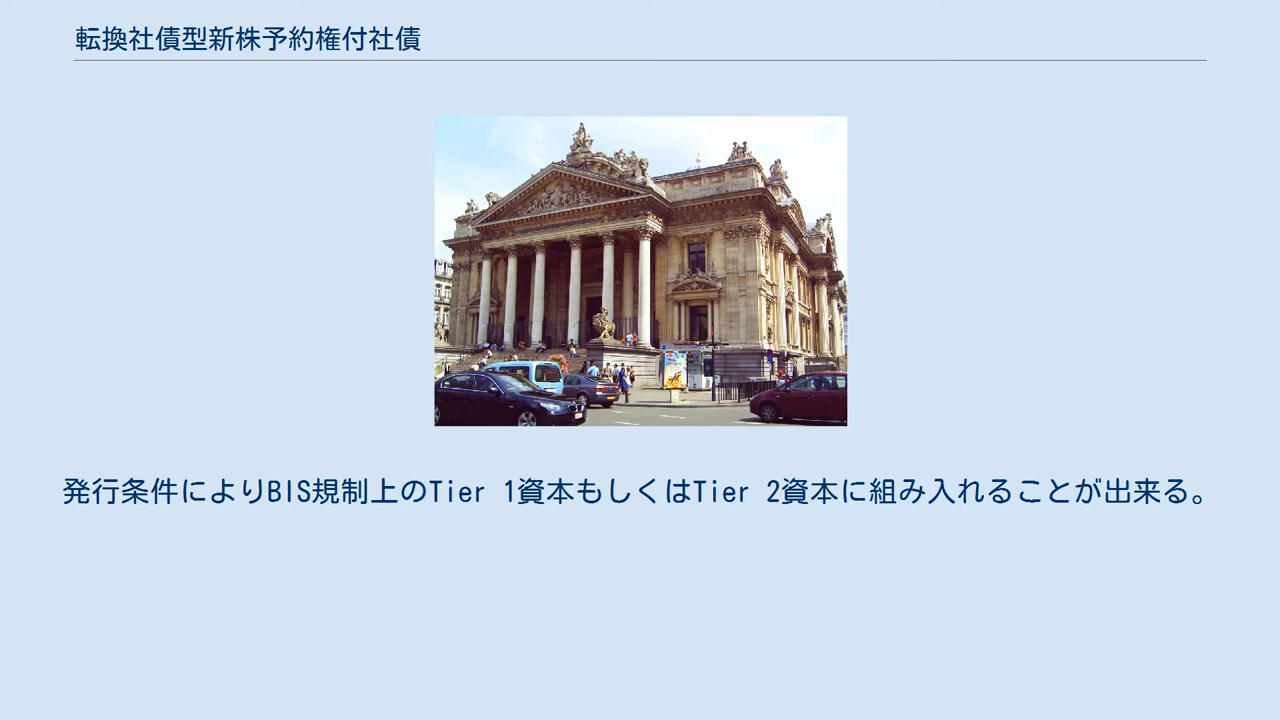 転換社債型新株予約権付社債
発行条件によりBIS規制上のTier 1資本もしくはTier 2資本に組み入れることが出来る。